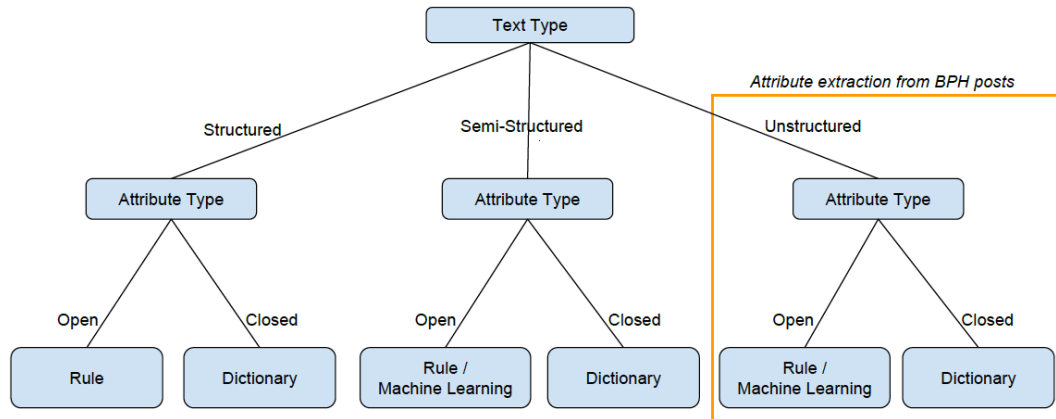 Text Type
Attribute extraction from BPH posts
Structured
Semi-Structured
Unstructured
Attribute Type
Attribute Type
Attribute Type
Open
Closed
Open
Closed
Open
Closed
Rule
Dictionary
Rule /
Machine Learning
Dictionary
Rule /
Machine Learning
Dictionary